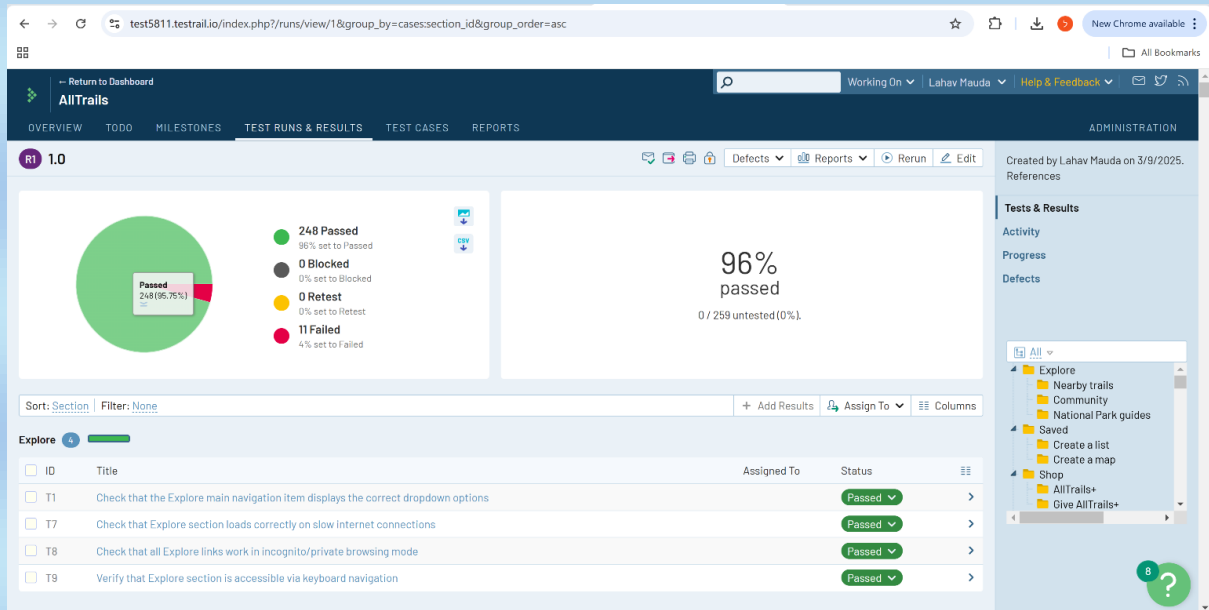 test5811.testrail.io/index.php?/runs/view/1&group_by=cases:section_id&group_order=asc
New Chrome available
All Bookmarks
← Return to Dashboard
AllTrails
Working On
Lahav Mauda
Help & Feedback
OVERVIEW TODO MILESTONES TEST RUNS & RESULTS TEST CASES REPORTS ADMINISTRATION
R1 1.0
Defects Reports Rerun Edit
Created by Lahav Mauda on 3/9/2025.
References
Tests & Results
Activity
Progress
Defects
248 Passed
96% set to Passed
0 Blocked
0% set to Blocked
0 Retest
0% set to Retest
11 Failed
4% set to Failed
Passed
248 (95.75%)
CSV
96%
passed
0 / 259 untested (0%).
All
Explore
Nearby trails
Community
National Park guides
Saved
Create a list
Create a map
Shop
AllTrails+
Give AllTrails+
Sort: Section Filter: None
+ Add Results Assign To Columns
Explore 4
ID Title Assigned To Status
T1 Check that the Explore main navigation item displays the correct dropdown options Passed
T7 Check that Explore section loads correctly on slow internet connections Passed
T8 Check that all Explore links work in incognito/private browsing mode Passed
T9 Verify that Explore section is accessible via keyboard navigation Passed
8
?